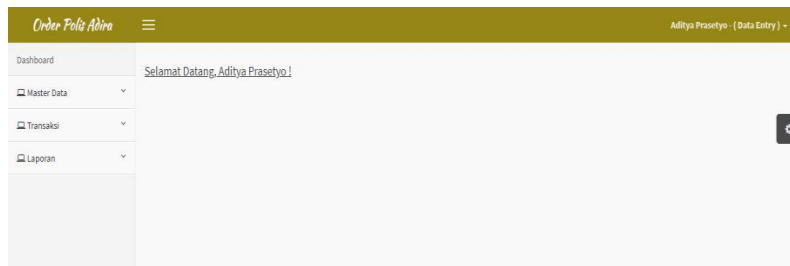 Order Polis Adira
Aditya Prasetyo - ( Data Entry )
Dashboard
Selamat Datang, Aditya Prasetyo !
Master Data
Transaksi
Laporan